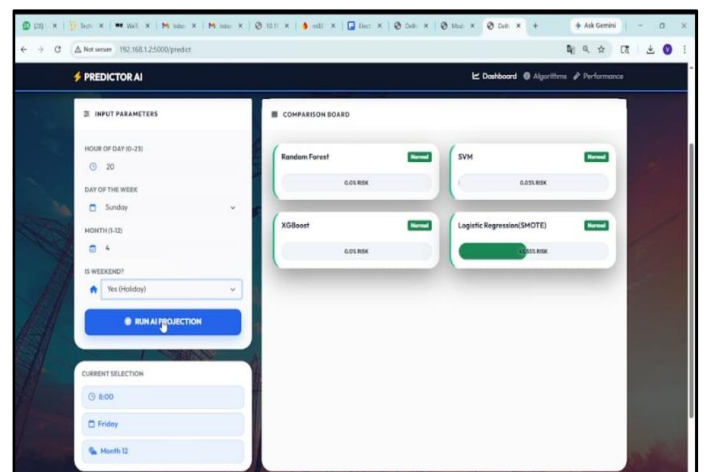 Not secure 192.168.1.2:5000/predict
Ask Gemini
PREDICTOR AI
Dashboard Algorithms Performance
INPUT PARAMETERS
HOUR OF DAY (0-23)
20
DAY OF THE WEEK
Sunday
MONTH (1-12)
4
IS WEEKEND?
Yes (Holiday)
RUN AI PROJECTION
CURRENT SELECTION
8:00
Friday
Month 12
COMPARISON BOARD
Random Forest Normal
0.0% RISK
SVM Normal
0.03% RISK
XGBoost Normal
0.0% RISK
Logistic Regression(SMOTE) Normal
RISK